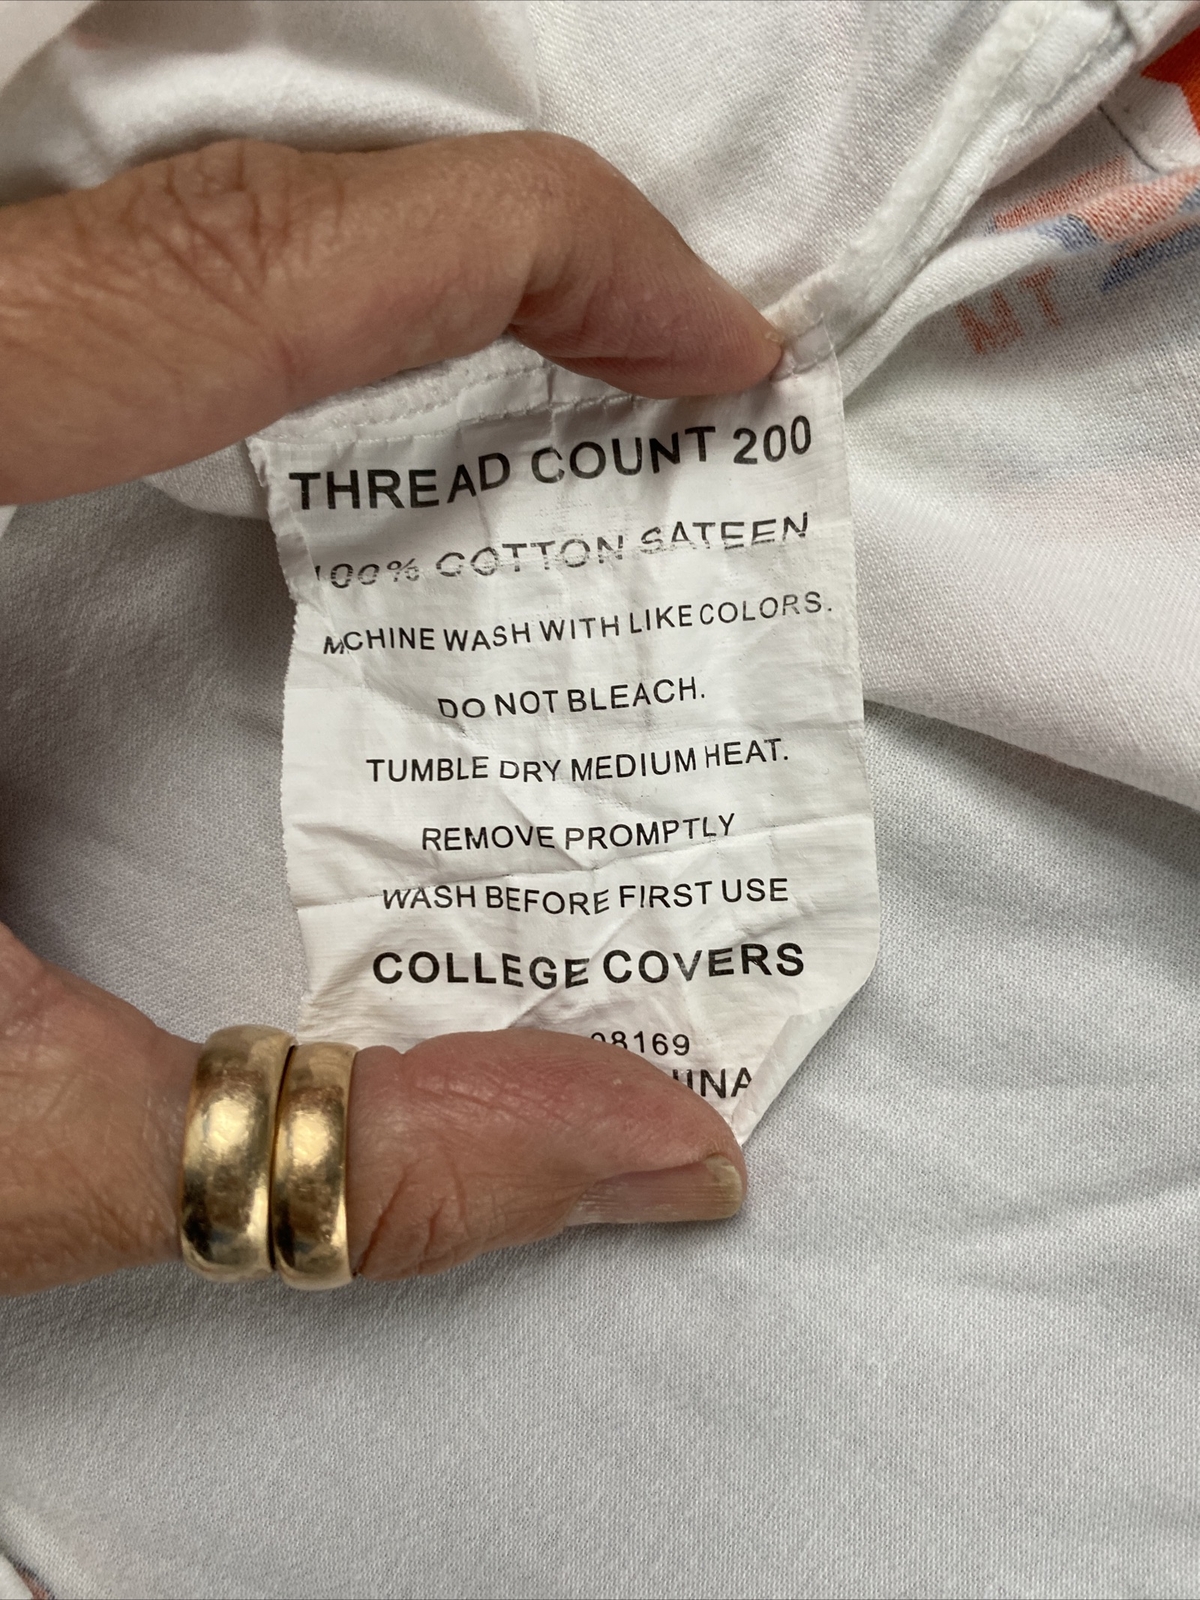 THREAD COUNT 200
100% COTTON SATEEN
MCHINE WASH WITH LIKE COLORS.
DO NOT BLEACH.
TUMBLE DRY MEDIUM HEAT.
REMOVE PROMPTLY
WASH BEFORE FIRST USE
COLLEGE COVERS
8169